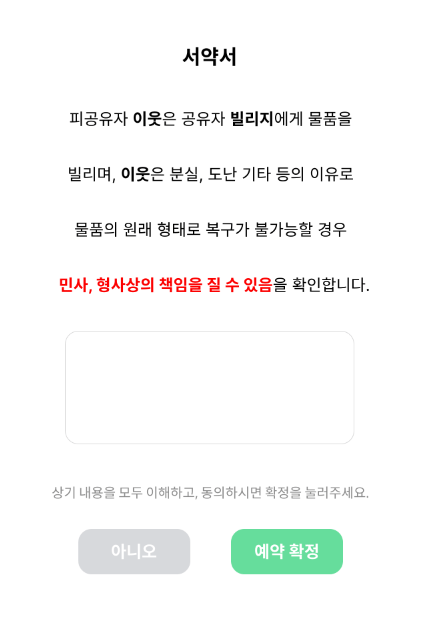 서약서
피공유자 이웃은 공유자 빌리지에게 물품을
빌리며, 이웃은 분실, 도난 기타 등의 이유로
물품의 원래 형태로 복구가 불가능할 경우
민사, 형사상의 책임을 질 수 있음을 확인합니다.
상기 내용을 모두 이해하고, 동의하시면 확정을 눌러주세요.
아니오
예약 확정